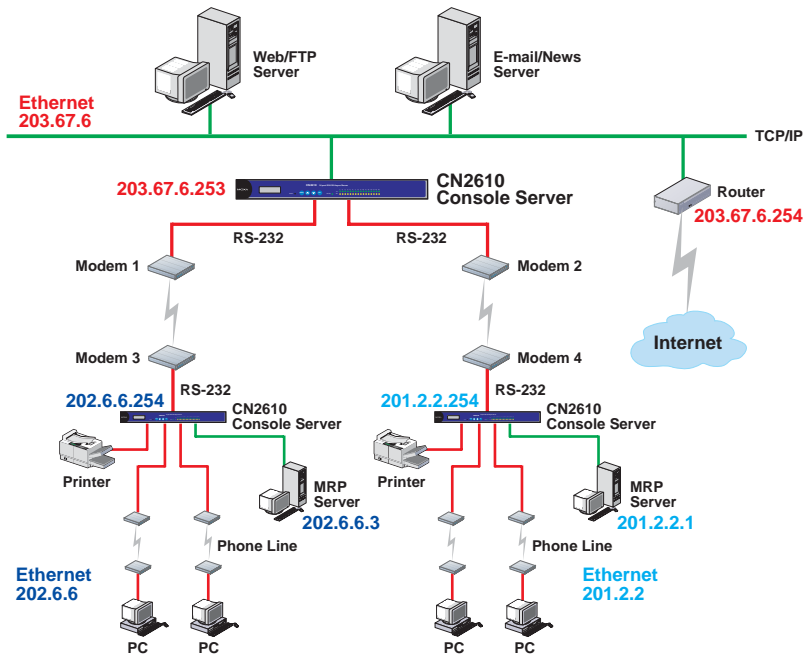 Web/FTP
Server
E-mail/News
Server
Ethernet
203.67.6
TCP/IP
203.67.6.253
CN2610
Console Server
Router
203.67.6.254
RS-232
RS-232
Modem 1
Modem 2
Internet
Modem 3
Modem 4
RS-232
RS-232
202.6.6.254
201.2.2.254
CN2610
Console Server
CN2610
Console Server
Printer
Printer
MRP
Server
202.6.6.3
MRP
Server
201.2.2.1
Phone Line
Phone Line
Ethernet
202.6.6
Ethernet
201.2.2
PC
PC
PC
PC